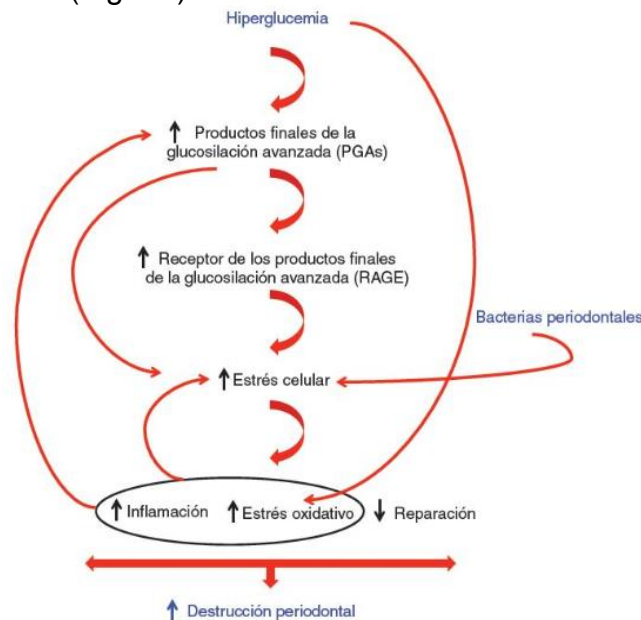 Hiperglucemia
Productos finales de la
glucosilación avanzada (PGAs)
Receptor de los productos finales
de la glucosilación avanzada (RAGE)
Bacterias periodontales
Estrés celular
Inflamación
Estrés oxidativo
Reparación
Destrucción periodontal